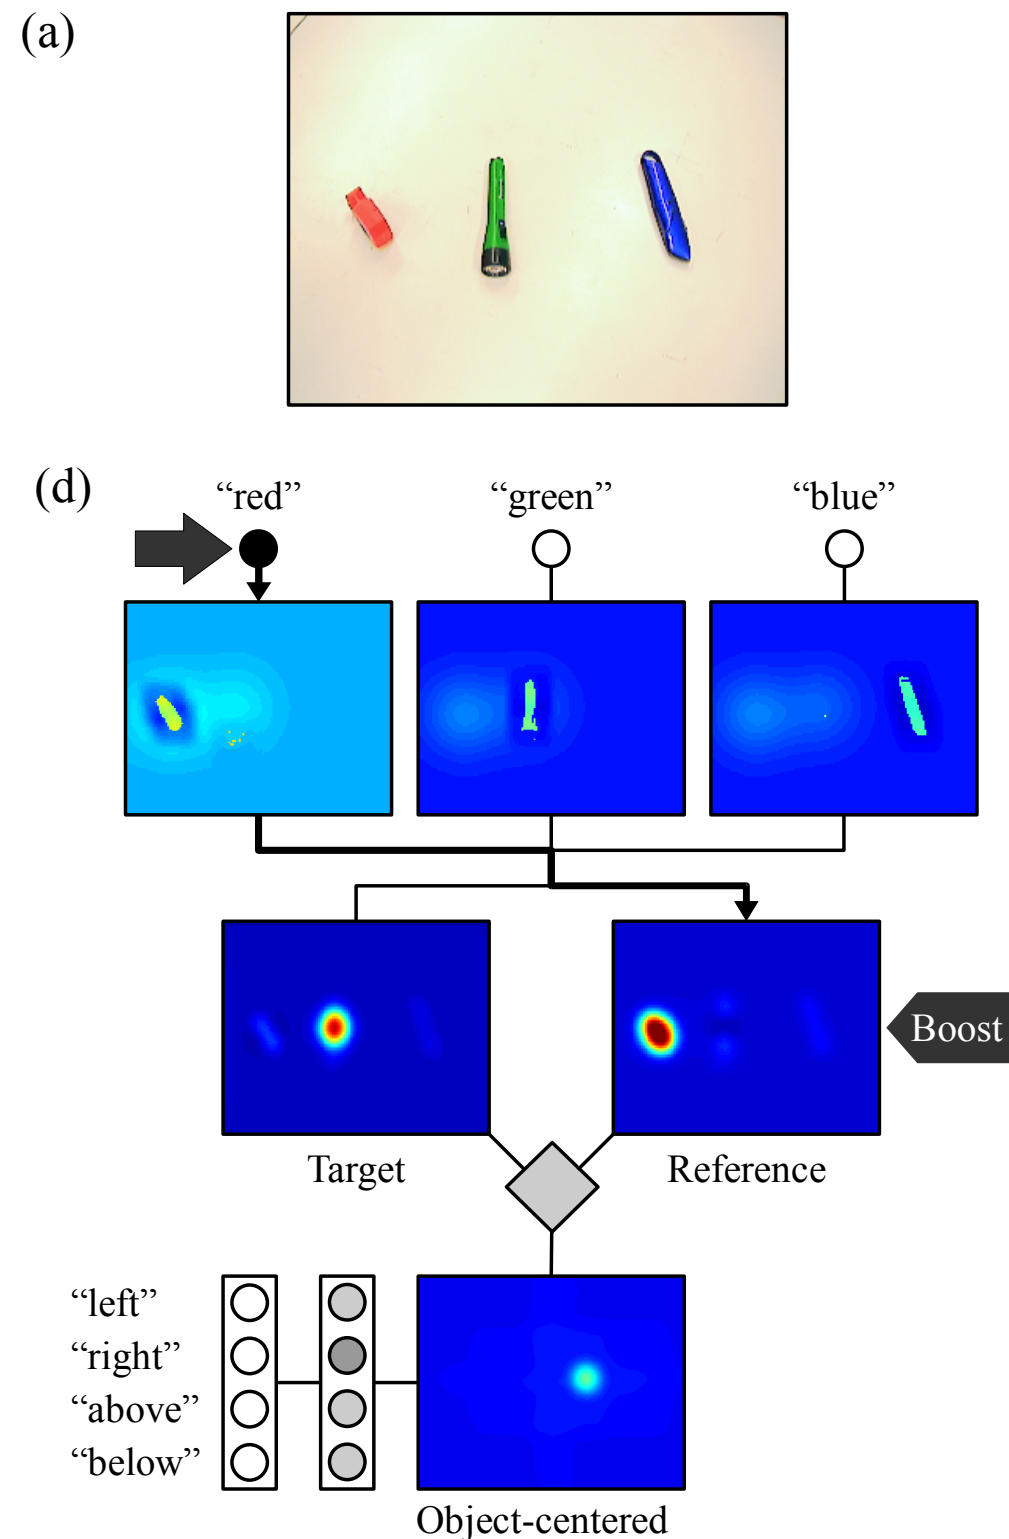 (a)
(d)
“red” “green” “blue”
Boost
Target Reference
“left”
“right”
“above”
“below”
Object-centered